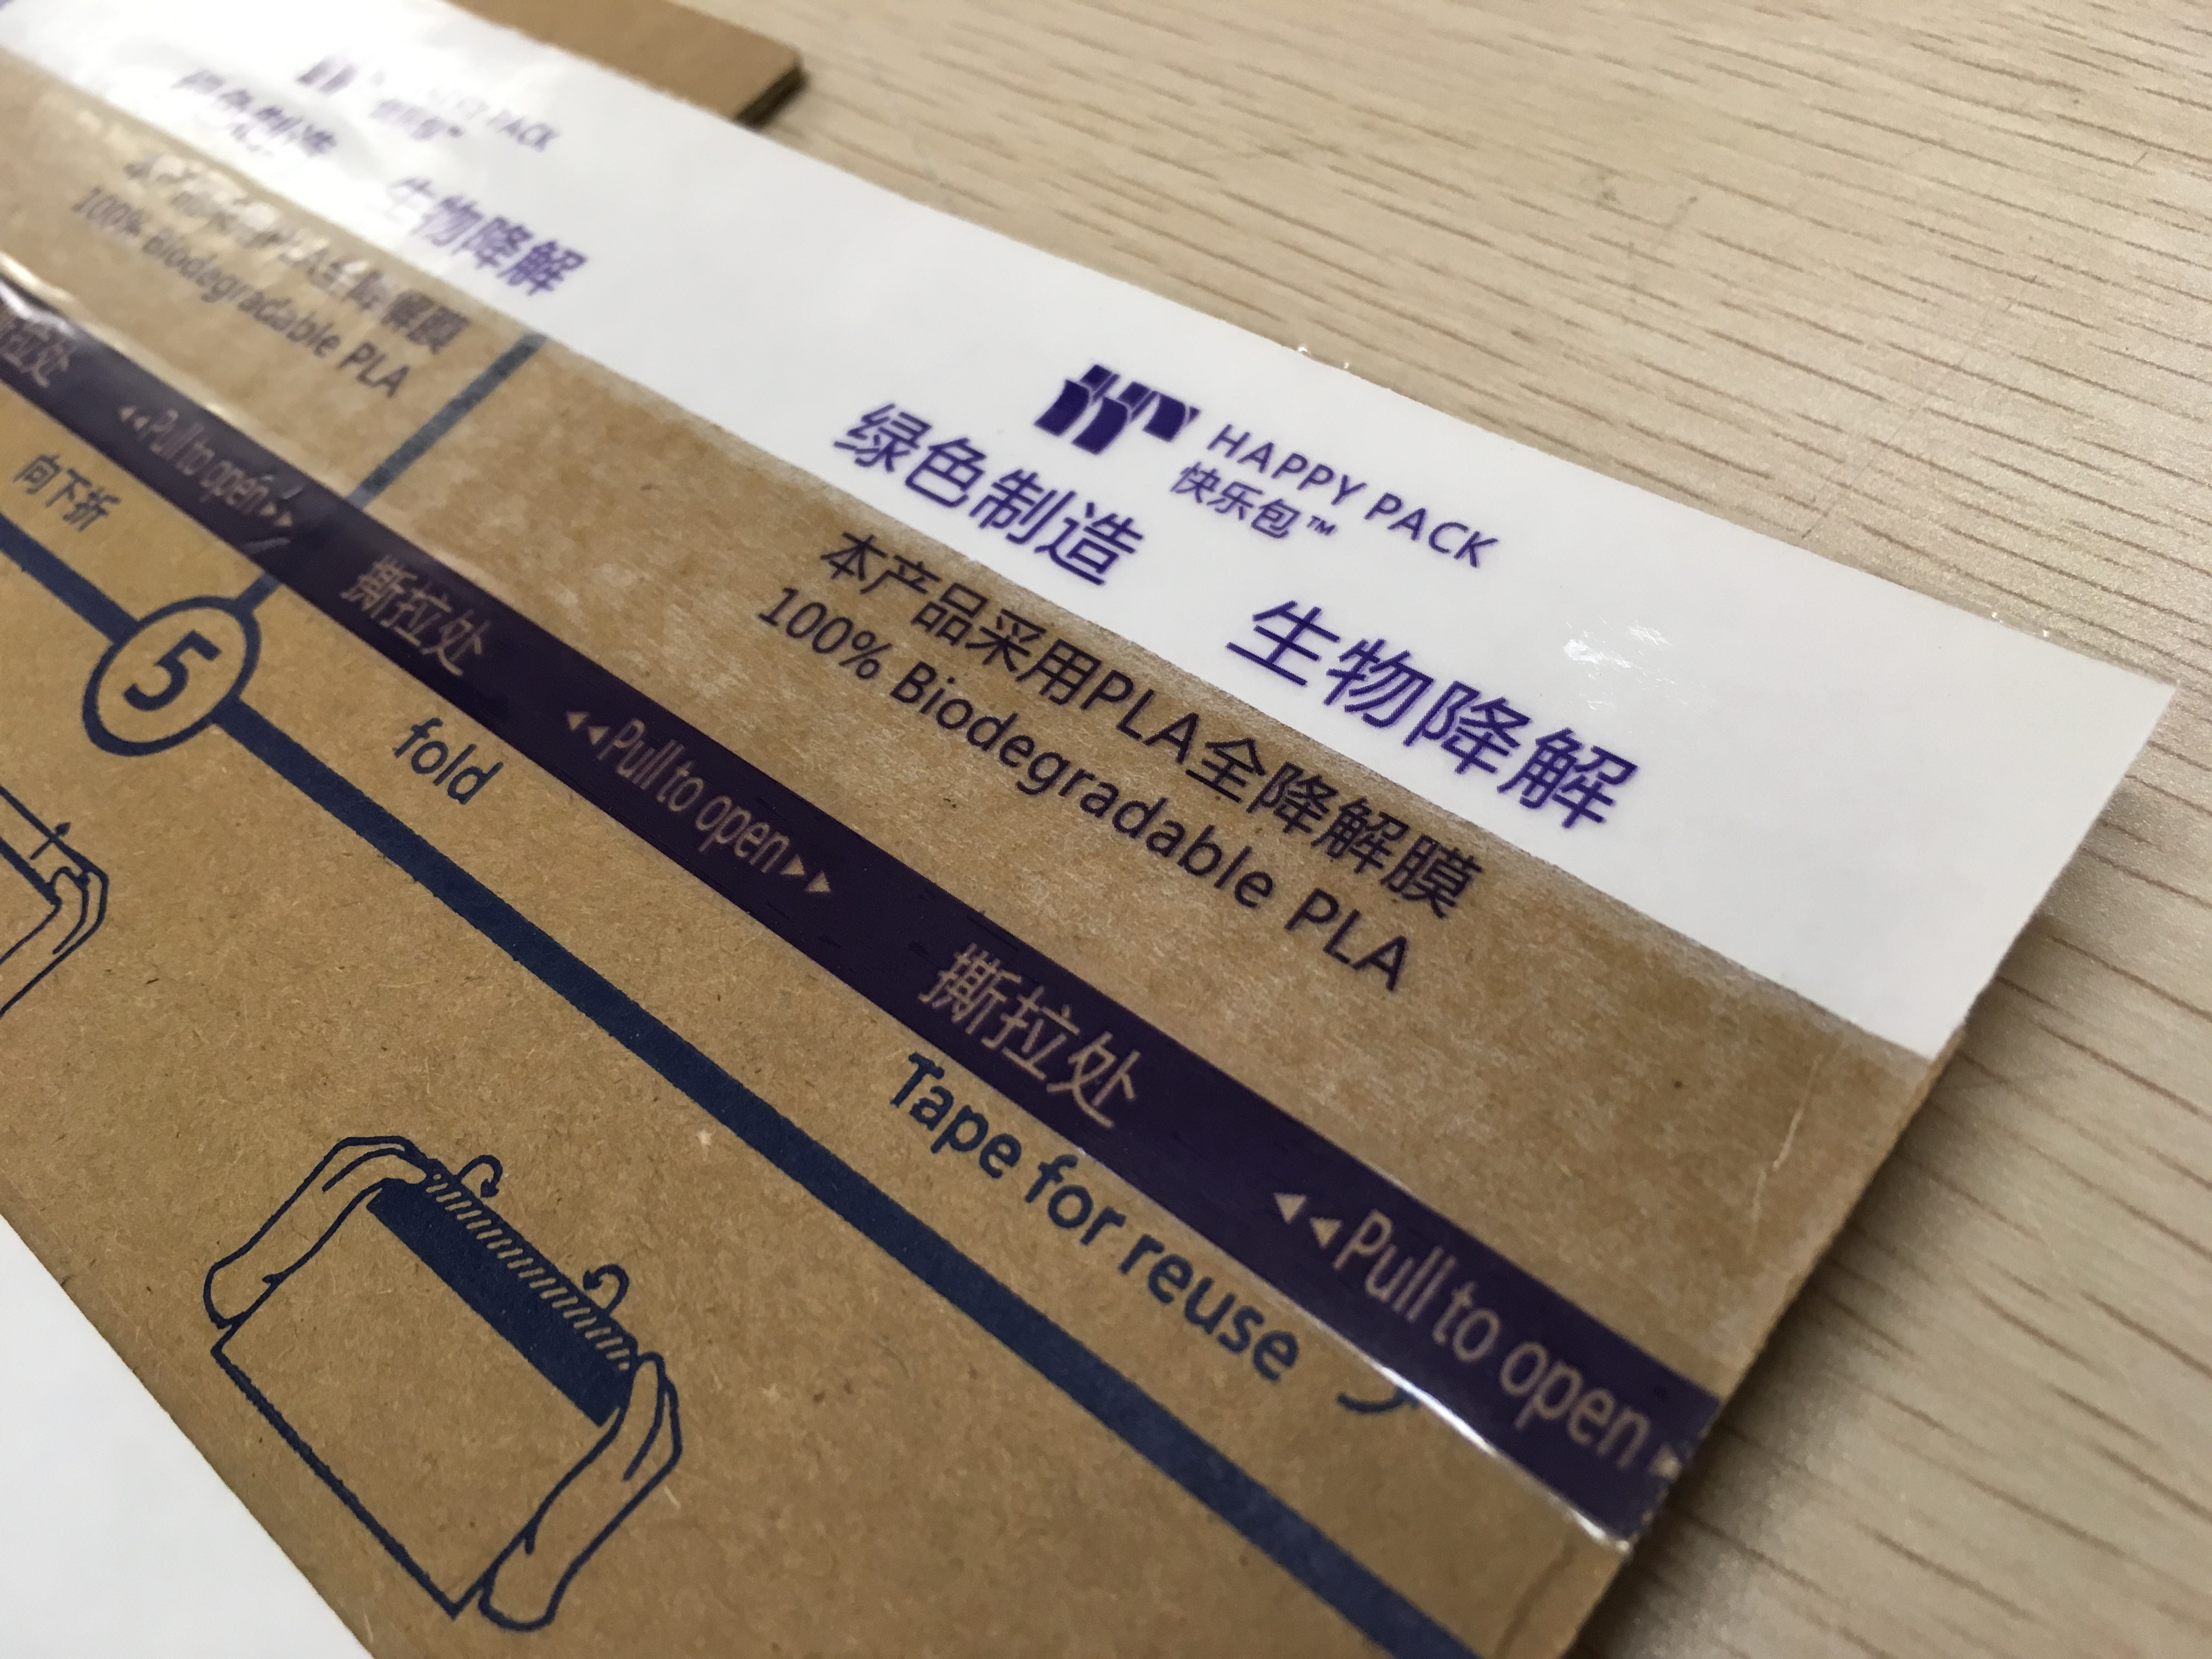 PACK
生物降解
100% Biodegradable PLA
HAPPY PACK
快乐包™
绿色制造
生物降解
本产品采用PLA全降解膜
100% Biodegradable PLA
◂◂Pull to open▸▸
撕拉处
◂◂Pull to open▸▸
撕拉处
◂◂Pull to open▸
向下折
5
fold
Tape for reuse